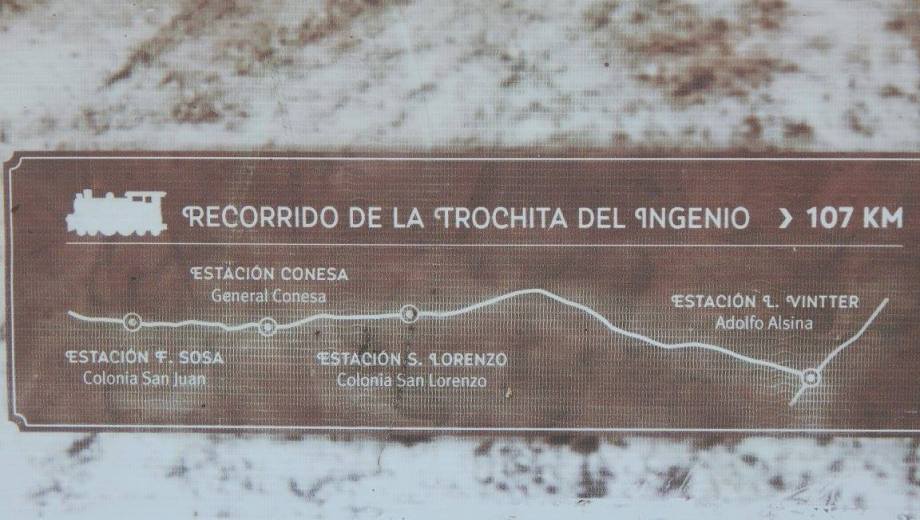 RECORRIDO DE LA TROCHITA DEL INGENIO › 107 KM
ESTACIÓN CONESA
General Conesa
ESTACIÓN L. VINTTER
Adolfo Alsina
ESTACIÓN F. SOSA
Colonia San Juan
ESTACIÓN S. LORENZO
Colonia San Lorenzo